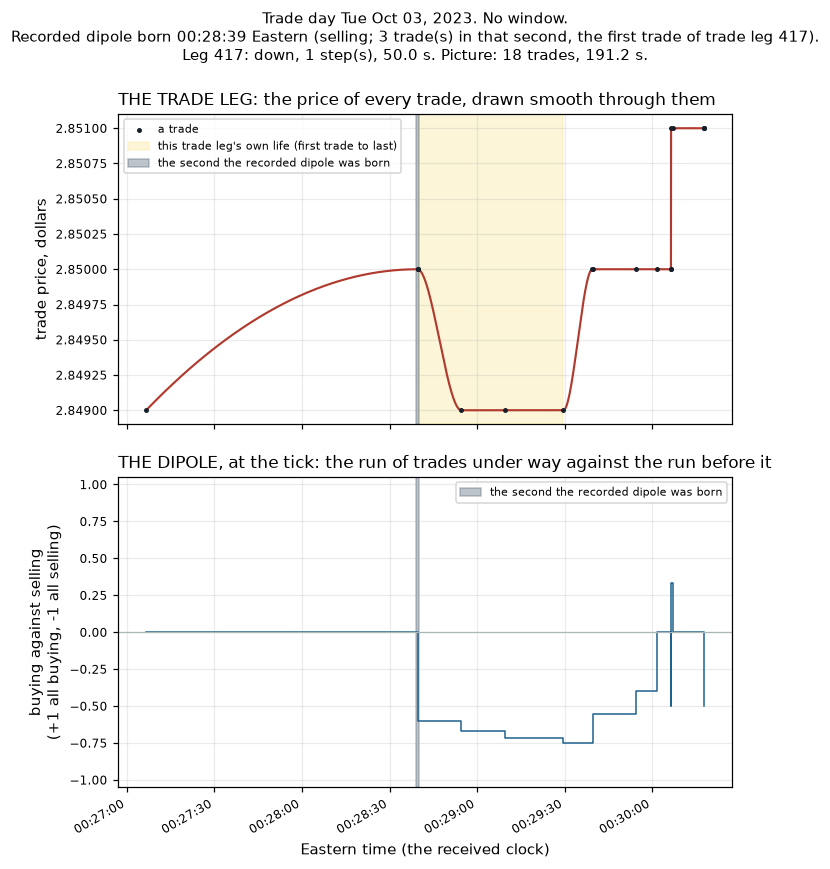 Trade day Tue Oct 03, 2023. No window.
Recorded dipole born 00:28:39 Eastern (selling; 3 trade(s) in that second, the first trade of trade leg 417).
Leg 417: down, 1 step(s), 50.0 s. Picture: 18 trades, 191.2 s.
THE TRADE LEG: the price of every trade, drawn smooth through them
a trade
this trade leg's own life (first trade to last)
the second the recorded dipole was born
trade price, dollars
2.85100
2.85075
2.85050
2.85025
2.85000
2.84975
2.84950
2.84925
2.84900
THE DIPOLE, at the tick: the run of trades under way against the run before it
the second the recorded dipole was born
buying against selling
(+1 all buying, -1 all selling)
1.00
0.75
0.50
0.25
0.00
−0.25
−0.50
−0.75
−1.00
00:27:00
00:27:30
00:28:00
00:28:30
00:29:00
00:29:30
00:30:00
Eastern time (the received clock)